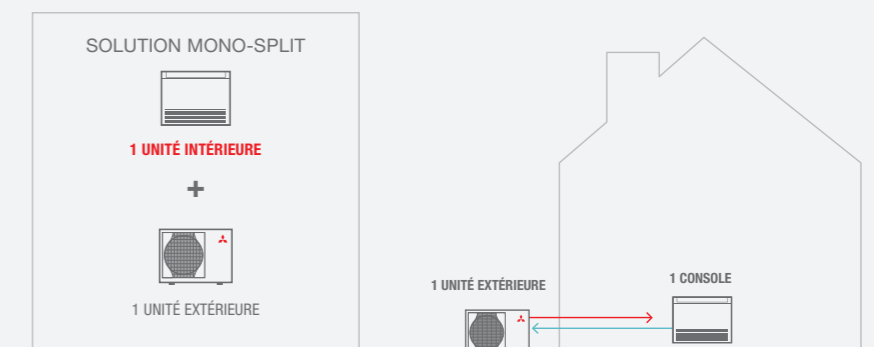 SOLUTION MONO-SPLIT
1 UNITÉ INTÉRIEURE
+
1 UNITÉ EXTÉRIEURE
1 UNITÉ EXTÉRIEURE
1 CONSOLE